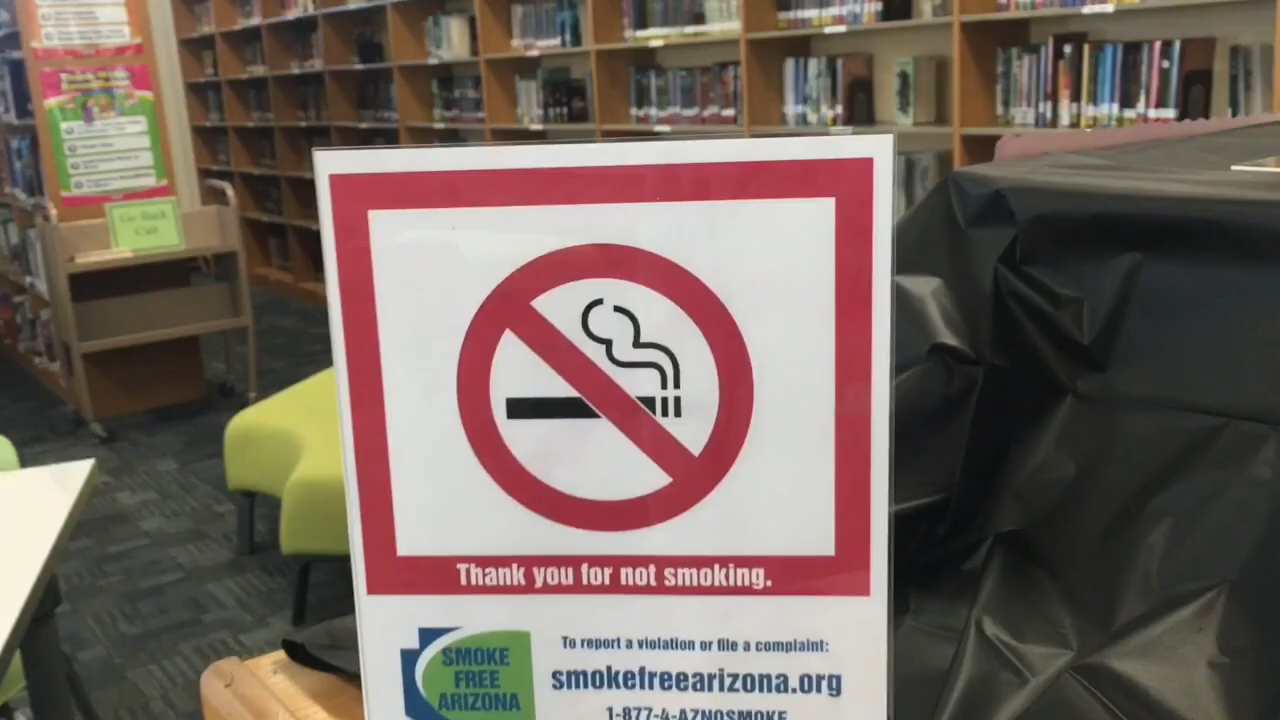 Go Back
Cart
Thank you for not smoking.
SMOKE
FREE
ARIZONA
To report a violation or file a complaint:
smokefreearizona.org
1-877-4-AZNOSMOKE